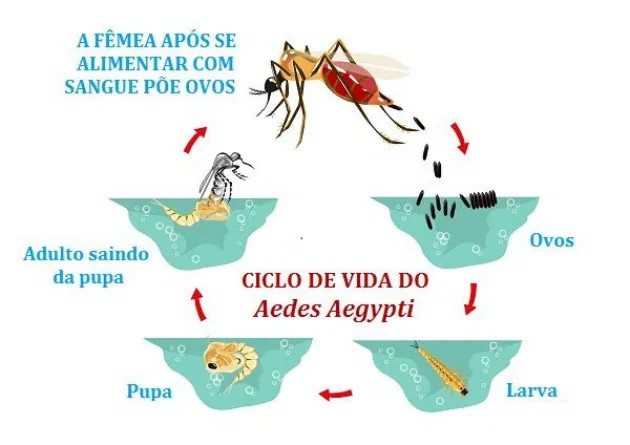 A FÊMEA APÓS SE
ALIMENTAR COM
SANGUE PÕE OVOS
Ovos
Adulto saindo
da pupa
CICLO DE VIDA DO
Aedes Aegypti
Pupa
Larva